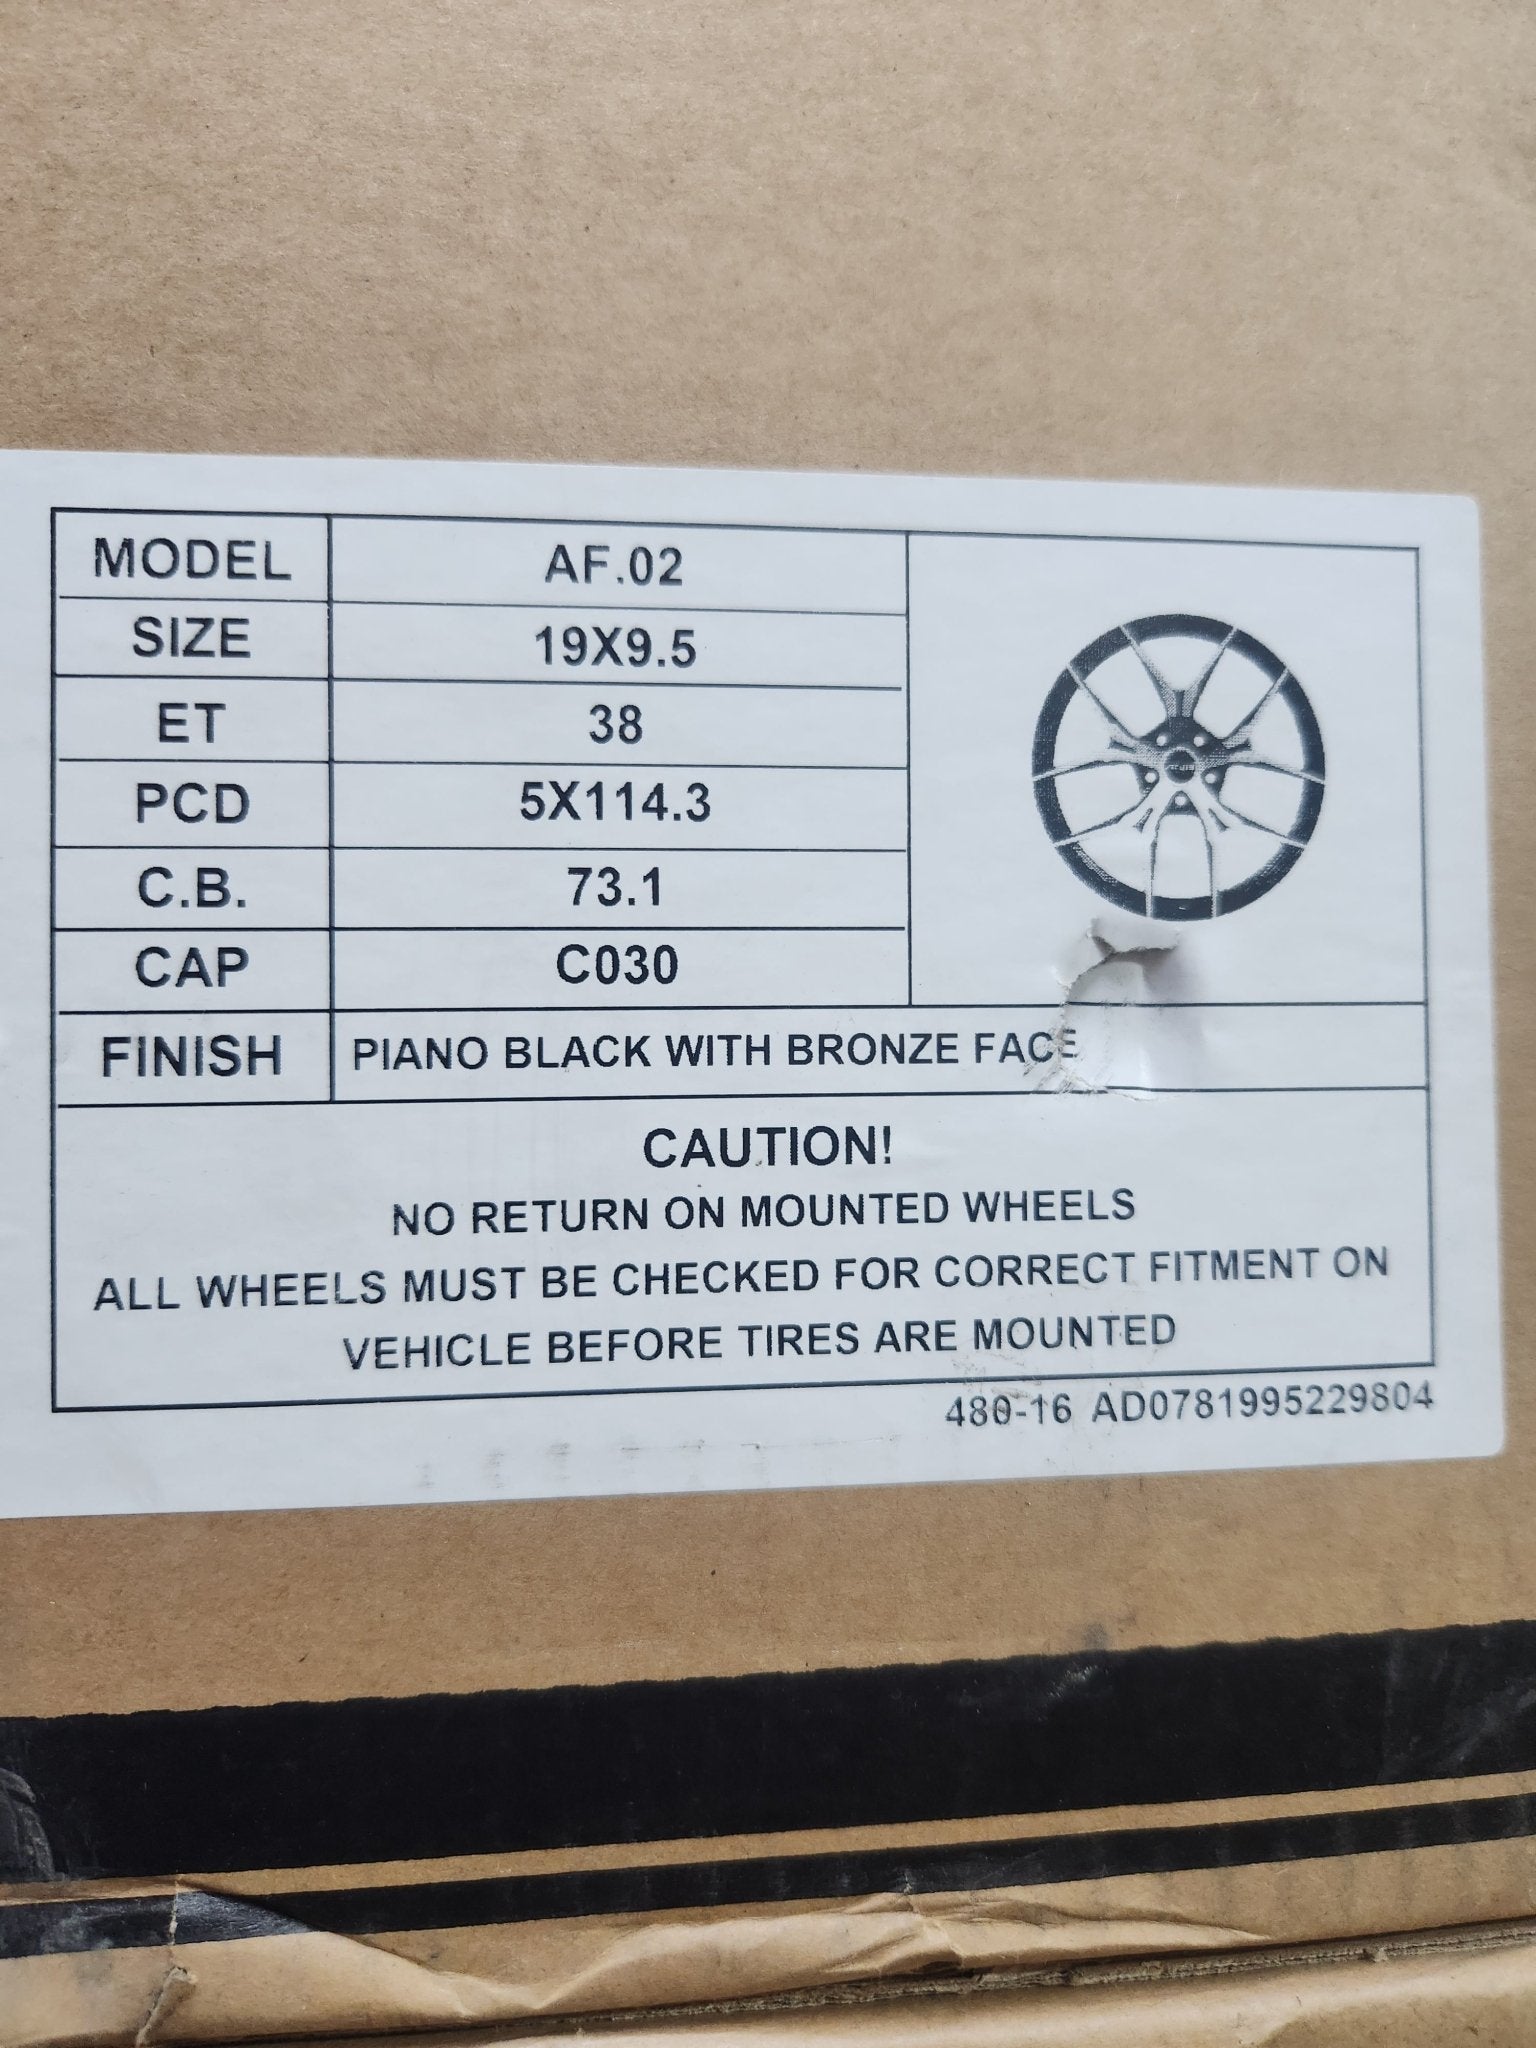 MODEL AF.02
SIZE 19X9.5
ET 38
PCD 5X114.3
C.B. 73.1
CAP C030
FINISH PIANO BLACK WITH BRONZE FACE
CAUTION!
NO RETURN ON MOUNTED WHEELS
ALL WHEELS MUST BE CHECKED FOR CORRECT FITMENT ON
VEHICLE BEFORE TIRES ARE MOUNTED
480-16 AD0781995229804